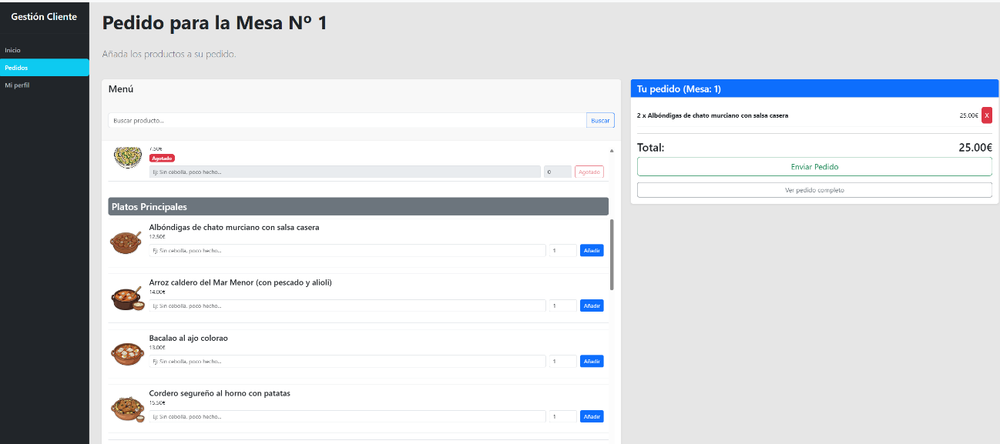 Gestión Cliente
Inicio
Pedidos
Mi perfil
Pedido para la Mesa Nº 1
Añada los productos a su pedido.
Menú
Buscar producto...
Buscar
7.50€
Agotado
Ej: Sin cebolla, poco hecho...
0
Agotado
Platos Principales
Albóndigas de chato murciano con salsa casera
12.50€
Ej: Sin cebolla, poco hecho...
1
Añadir
Arroz caldero del Mar Menor (con pescado y alioli)
14.00€
Ej: Sin cebolla, poco hecho...
1
Añadir
Bacalao al ajo colorao
13.00€
Ej: Sin cebolla, poco hecho...
1
Añadir
Cordero segureño al horno con patatas
15.50€
Ej: Sin cebolla, poco hecho...
1
Añadir
Tu pedido (Mesa: 1)
2 x Albóndigas de chato murciano con salsa casera
25.00€
X
Total:
25.00€
Enviar Pedido
Ver pedido completo